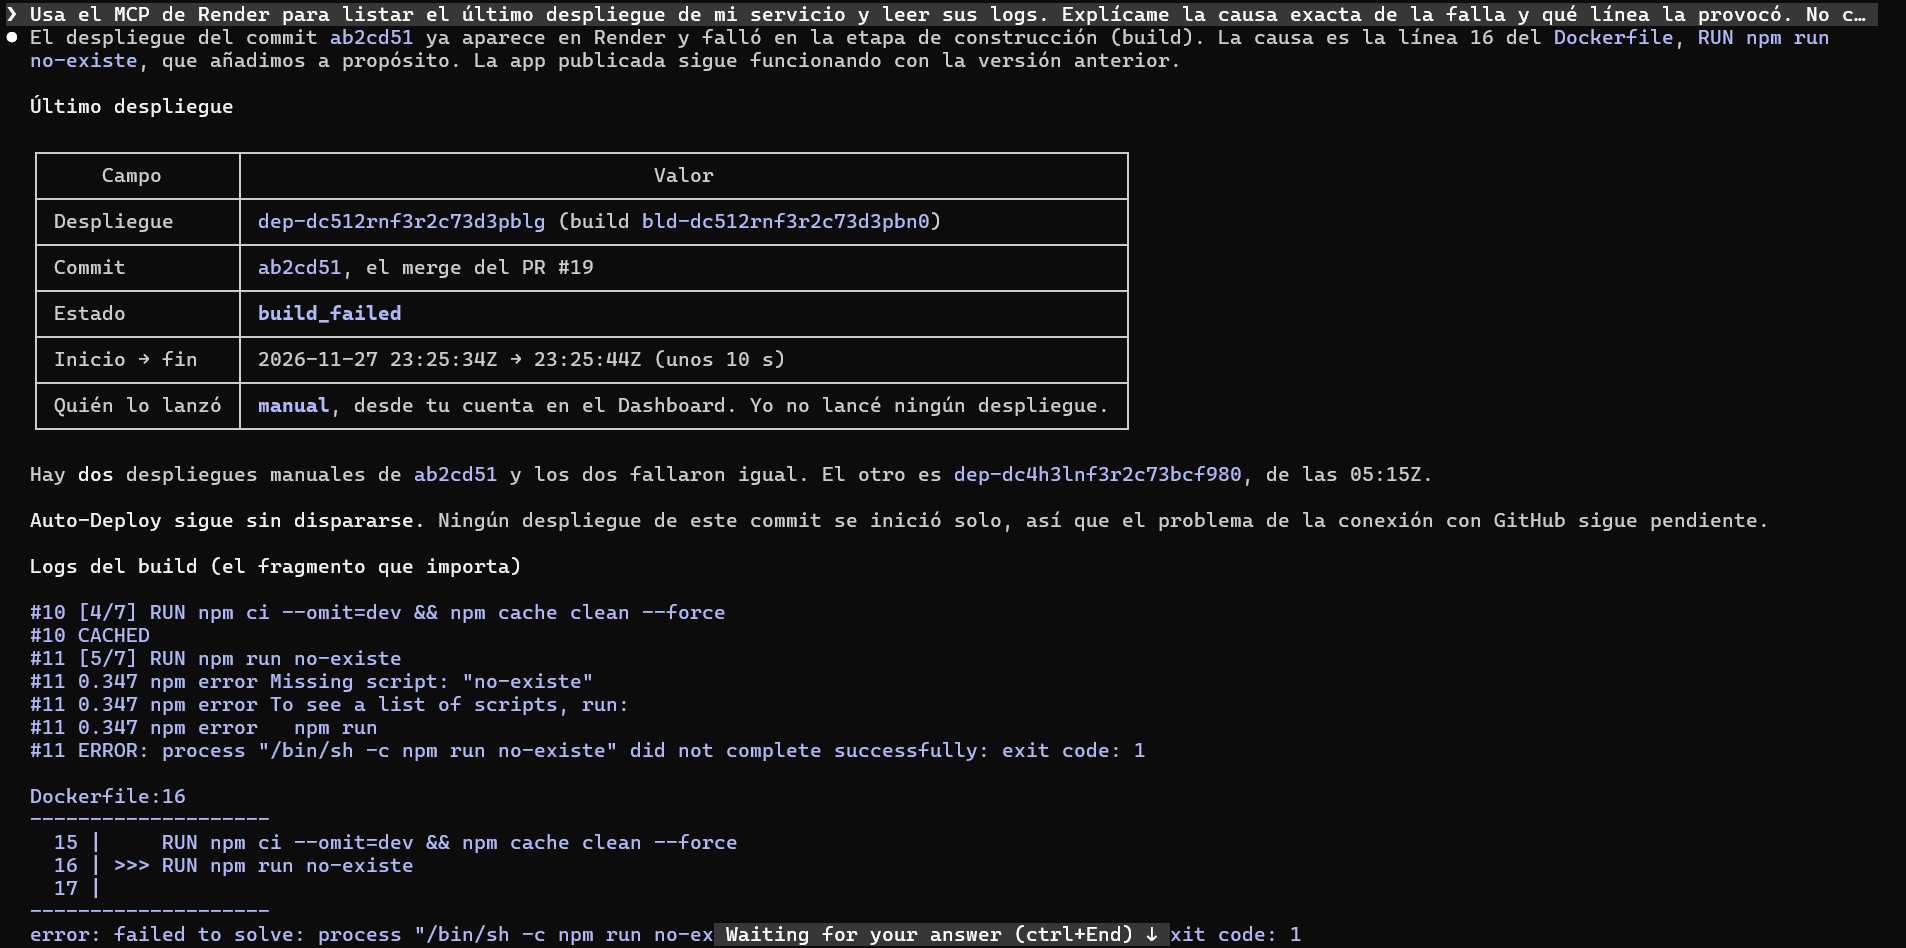 ❯ Usa el MCP de Render para listar el último despliegue de mi servicio y leer sus logs. Explícame la causa exacta de la falla y qué línea la provocó. No c…
● El despliegue del commit ab2cd51 ya aparece en Render y falló en la etapa de construcción (build). La causa es la línea 16 del Dockerfile, RUN npm run
no-existe, que añadimos a propósito. La app publicada sigue funcionando con la versión anterior.
Último despliegue
Campo Valor
Despliegue dep-dc512rnf3r2c73d3pblg (build bld-dc512rnf3r2c73d3pbn0)
Commit ab2cd51, el merge del PR #19
Estado build_failed
Inicio → fin 2026-11-27 23:25:34Z → 23:25:44Z (unos 10 s)
Quién lo lanzó manual, desde tu cuenta en el Dashboard. Yo no lancé ningún despliegue.
Hay dos despliegues manuales de ab2cd51 y los dos fallaron igual. El otro es dep-dc4h3lnf3r2c73bcf980, de las 05:15Z.
Auto-Deploy sigue sin dispararse. Ningún despliegue de este commit se inició solo, así que el problema de la conexión con GitHub sigue pendiente.
Logs del build (el fragmento que importa)
#10 [4/7] RUN npm ci --omit=dev && npm cache clean --force
#10 CACHED
#11 [5/7] RUN npm run no-existe
#11 0.347 npm error Missing script: "no-existe"
#11 0.347 npm error To see a list of scripts, run:
#11 0.347 npm error   npm run
#11 ERROR: process "/bin/sh -c npm run no-existe" did not complete successfully: exit code: 1
Dockerfile:16
--------------------
15 |     RUN npm ci --omit=dev && npm cache clean --force
16 | >>> RUN npm run no-existe
17 |
--------------------
error: failed to solve: process "/bin/sh -c npm run no-ex Waiting for your answer (ctrl+End) ↓ xit code: 1